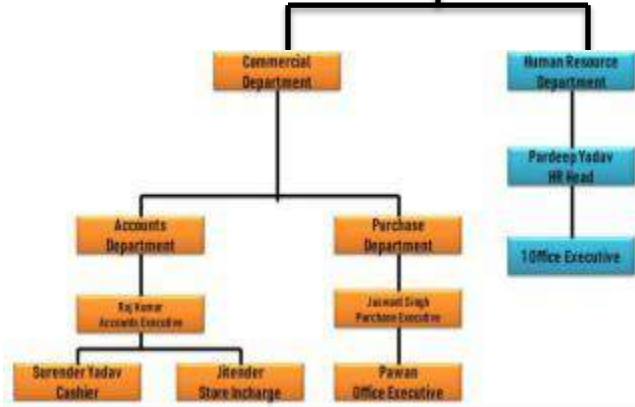 Commercial
Department
Human Resource
Department
Pardeep Yadav
HR Head
Accounts
Department
Purchase
Department
1 Office Executive
Raj Kumar
Accounts Executive
Jaswant Singh
Purchase Executive
Surender Yadav
Cashier
Jitender
Store Incharge
Pawan
Office Executive